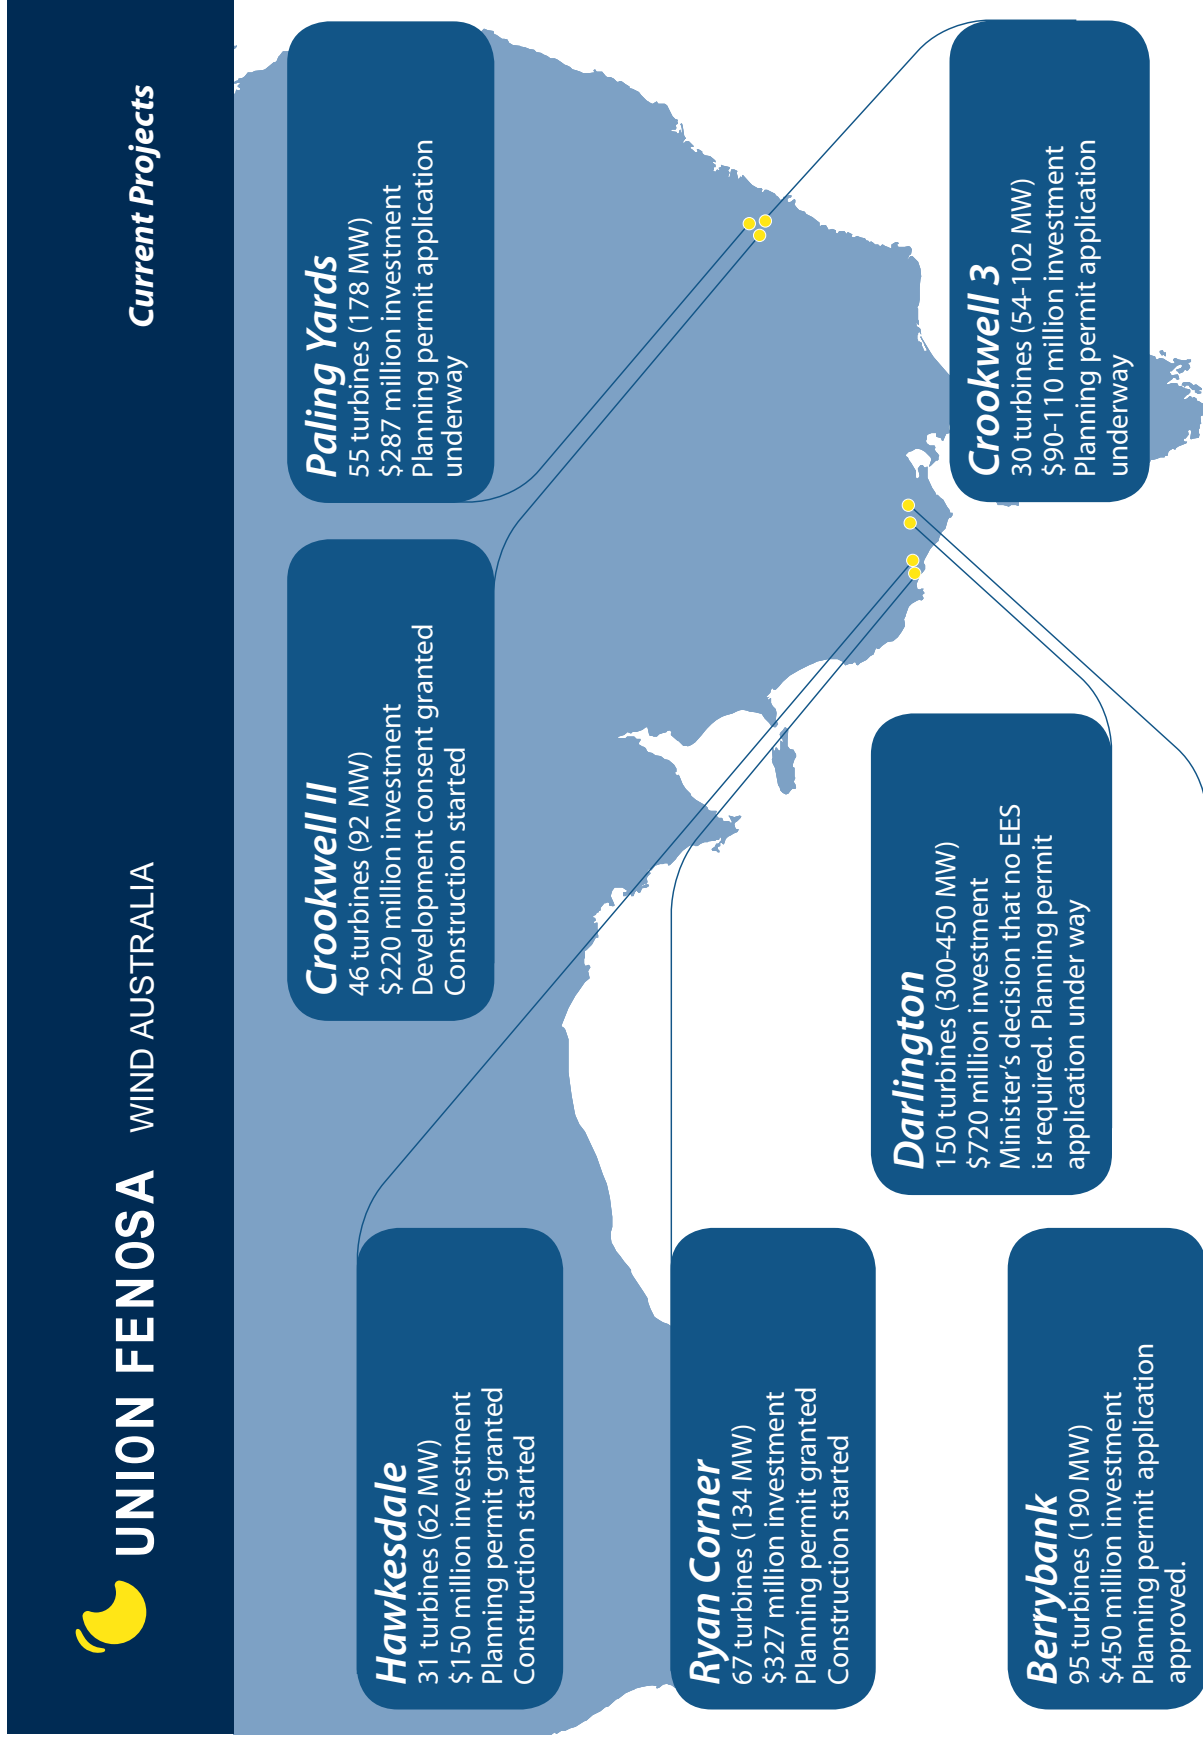 UNION FENOSA WIND AUSTRALIA
Current Projects
Hawkesdale
31 turbines (62 MW)
$150 million investment
Planning permit granted
Construction started
Crookwell II
46 turbines (92 MW)
$220 million investment
Development consent granted
Construction started
Paling Yards
55 turbines (178 MW)
$287 million investment
Planning permit application
underway
Ryan Corner
67 turbines (134 MW)
$327 million investment
Planning permit granted
Construction started
Darlington
150 turbines (300-450 MW)
$720 million investment
Minister's decision that no EES
is required. Planning permit
application under way
Crookwell 3
30 turbines (54-102 MW)
$90-110 million investment
Planning permit application
underway
Berrybank
95 turbines (190 MW)
$450 million investment
Planning permit application
approved.